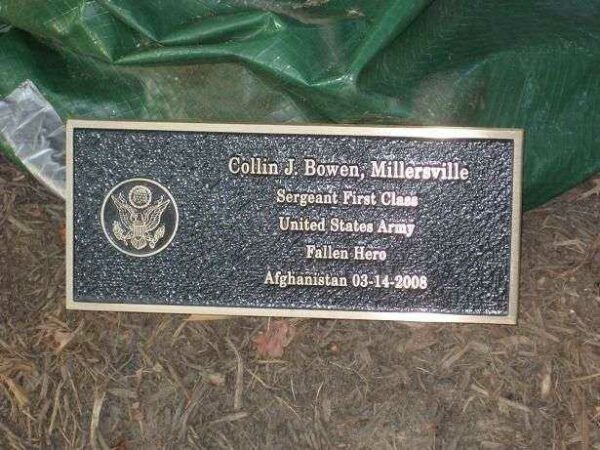 Collin J. Bowen, Millersville
Sergeant First Class
United States Army
Fallen Hero
Afghanistan 03-14-2008